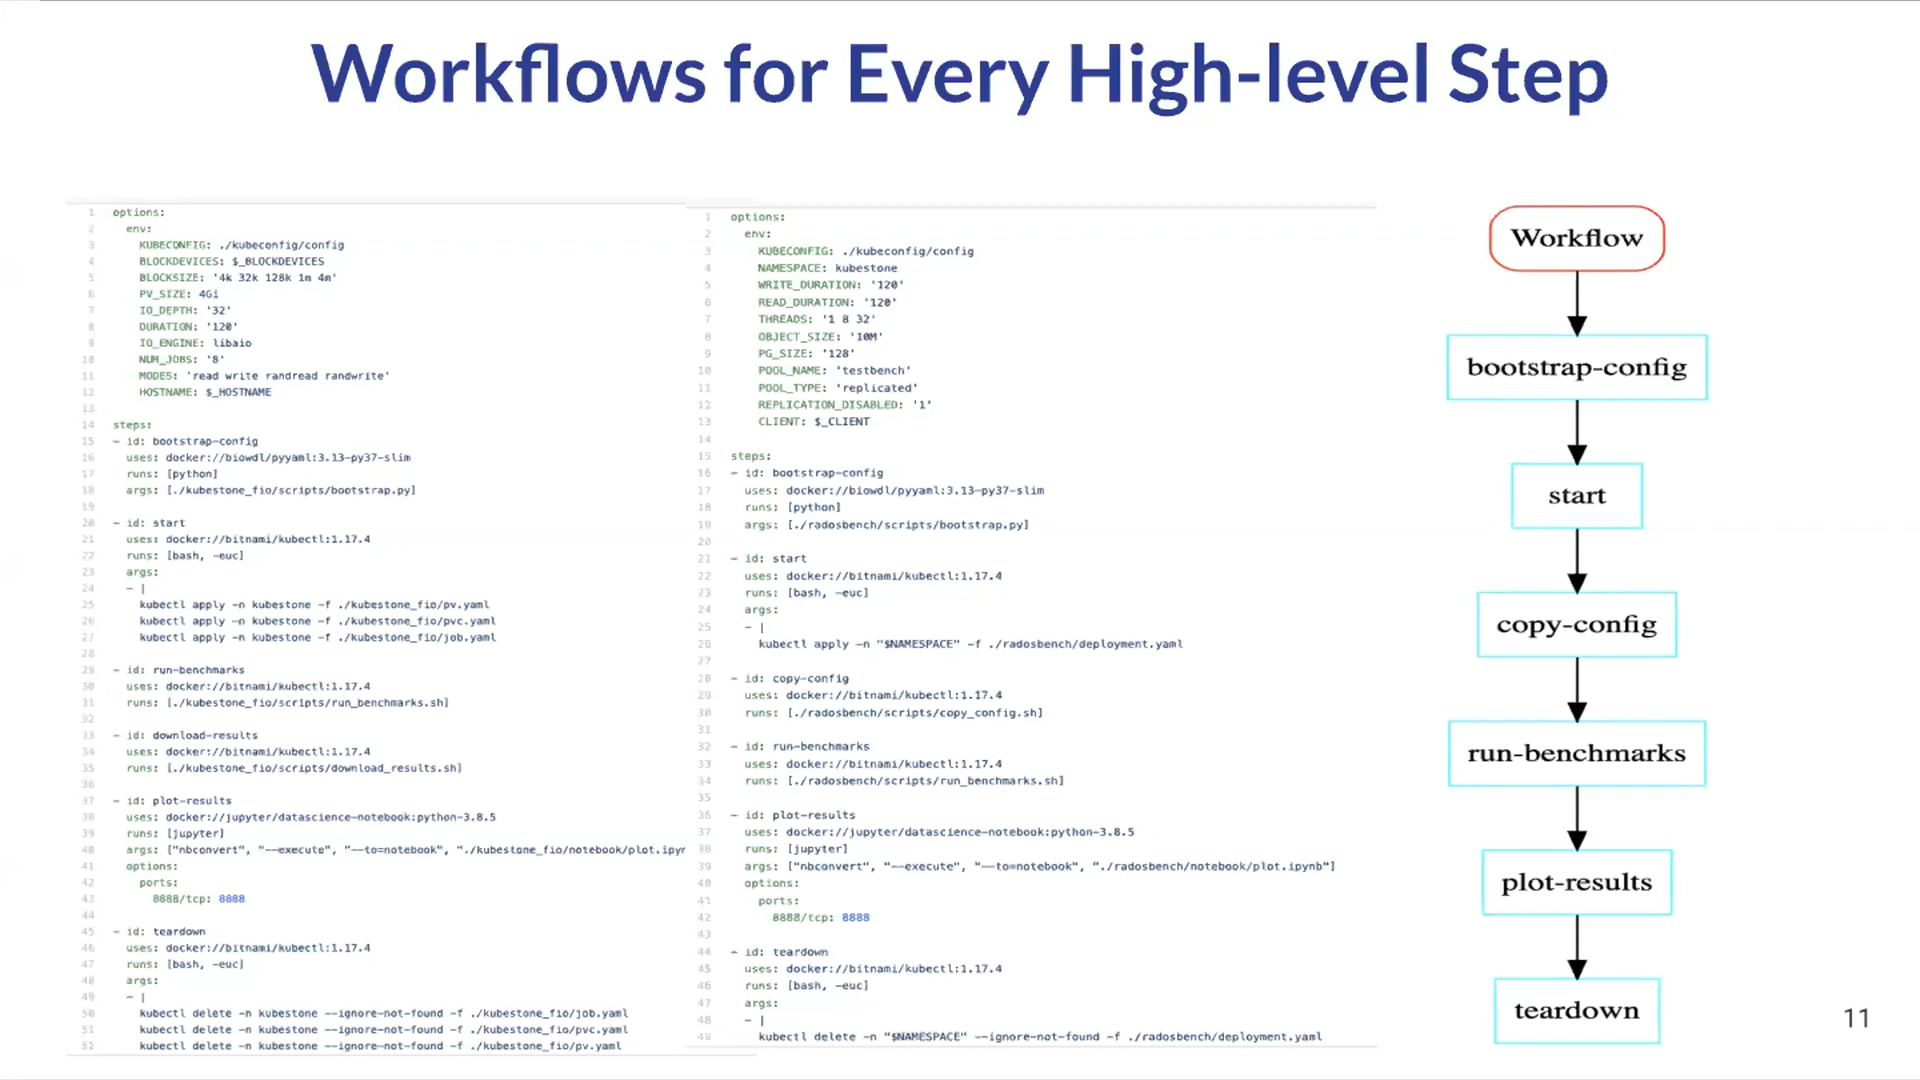 Workflows for Every High-level Step
1 options:
2 env:
3 KUBECONFIG: ./kubeconfig/config
4 BLOCKDEVICES: $_BLOCKDEVICES
5 BLOCKSIZE: '4k 32k 128k 1m 4m'
6 PV_SIZE: 4Gi
7 IO_DEPTH: '32'
8 DURATION: '120'
9 IO_ENGINE: libaio
10 NUM_JOBS: '8'
11 MODES: 'read write randread randwrite'
12 HOSTNAME: $_HOSTNAME
13
14 steps:
15 - id: bootstrap-config
16 uses: docker://biowdl/pyyaml:3.13-py37-slim
17 runs: [python]
18 args: [./kubestone_fio/scripts/bootstrap.py]
19
20 - id: start
21 uses: docker://bitnami/kubectl:1.17.4
22 runs: [bash, -euc]
23 args:
24 - |
25 kubectl apply -n kubestone -f ./kubestone_fio/pv.yaml
26 kubectl apply -n kubestone -f ./kubestone_fio/pvc.yaml
27 kubectl apply -n kubestone -f ./kubestone_fio/job.yaml
28
29 - id: run-benchmarks
30 uses: docker://bitnami/kubectl:1.17.4
31 runs: [./kubestone_fio/scripts/run_benchmarks.sh]
32
33 - id: download-results
34 uses: docker://bitnami/kubectl:1.17.4
35 runs: [./kubestone_fio/scripts/download_results.sh]
36
37 - id: plot-results
38 uses: docker://jupyter/datascience-notebook:python-3.8.5
39 runs: [jupyter]
40 args: ["nbconvert", "--execute", "--to=notebook", "./kubestone_fio/notebook/plot.ipyn
41 options:
42 ports:
43 8888/tcp: 8888
44
45 - id: teardown
46 uses: docker://bitnami/kubectl:1.17.4
47 runs: [bash, -euc]
48 args:
49 - |
50 kubectl delete -n kubestone --ignore-not-found -f ./kubestone_fio/job.yaml
51 kubectl delete -n kubestone --ignore-not-found -f ./kubestone_fio/pvc.yaml
52 kubectl delete -n kubestone --ignore-not-found -f ./kubestone_fio/pv.yaml
1 options:
2 env:
3 KUBECONFIG: ./kubeconfig/config
4 NAMESPACE: kubestone
5 WRITE_DURATION: '120'
6 READ_DURATION: '120'
7 THREADS: '1 8 32'
8 OBJECT_SIZE: '10M'
9 PG_SIZE: '128'
10 POOL_NAME: 'testbench'
11 POOL_TYPE: 'replicated'
12 REPLICATION_DISABLED: '1'
13 CLIENT: $_CLIENT
14
15 steps:
16 - id: bootstrap-config
17 uses: docker://biowdl/pyyaml:3.13-py37-slim
18 runs: [python]
19 args: [./radosbench/scripts/bootstrap.py]
20
21 - id: start
22 uses: docker://bitnami/kubectl:1.17.4
23 runs: [bash, -euc]
24 args:
25 - |
26 kubectl apply -n "$NAMESPACE" -f ./radosbench/deployment.yaml
27
28 - id: copy-config
29 uses: docker://bitnami/kubectl:1.17.4
30 runs: [./radosbench/scripts/copy_config.sh]
31
32 - id: run-benchmarks
33 uses: docker://bitnami/kubectl:1.17.4
34 runs: [./radosbench/scripts/run_benchmarks.sh]
35
36 - id: plot-results
37 uses: docker://jupyter/datascience-notebook:python-3.8.5
38 runs: [jupyter]
39 args: ["nbconvert", "--execute", "--to=notebook", "./radosbench/notebook/plot.ipynb"]
40 options:
41 ports:
42 8888/tcp: 8888
43
44 - id: teardown
45 uses: docker://bitnami/kubectl:1.17.4
46 runs: [bash, -euc]
47 args:
48 - |
49 kubectl delete -n "$NAMESPACE" --ignore-not-found -f ./radosbench/deployment.yaml
Workflow
bootstrap-config
start
copy-config
run-benchmarks
plot-results
teardown
11